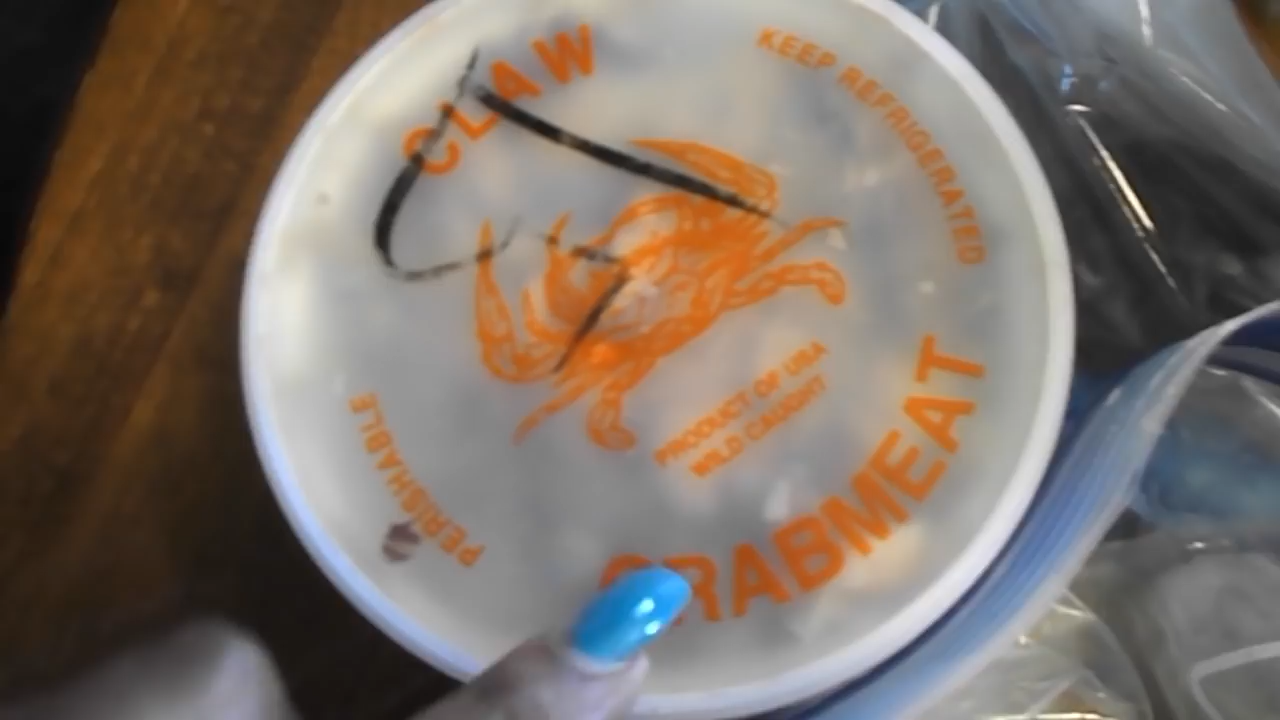 CLAW
KEEP REFRIGERATED
PRODUCT OF USA
WILD CAUGHT
CRABMEAT
PERISHABLE